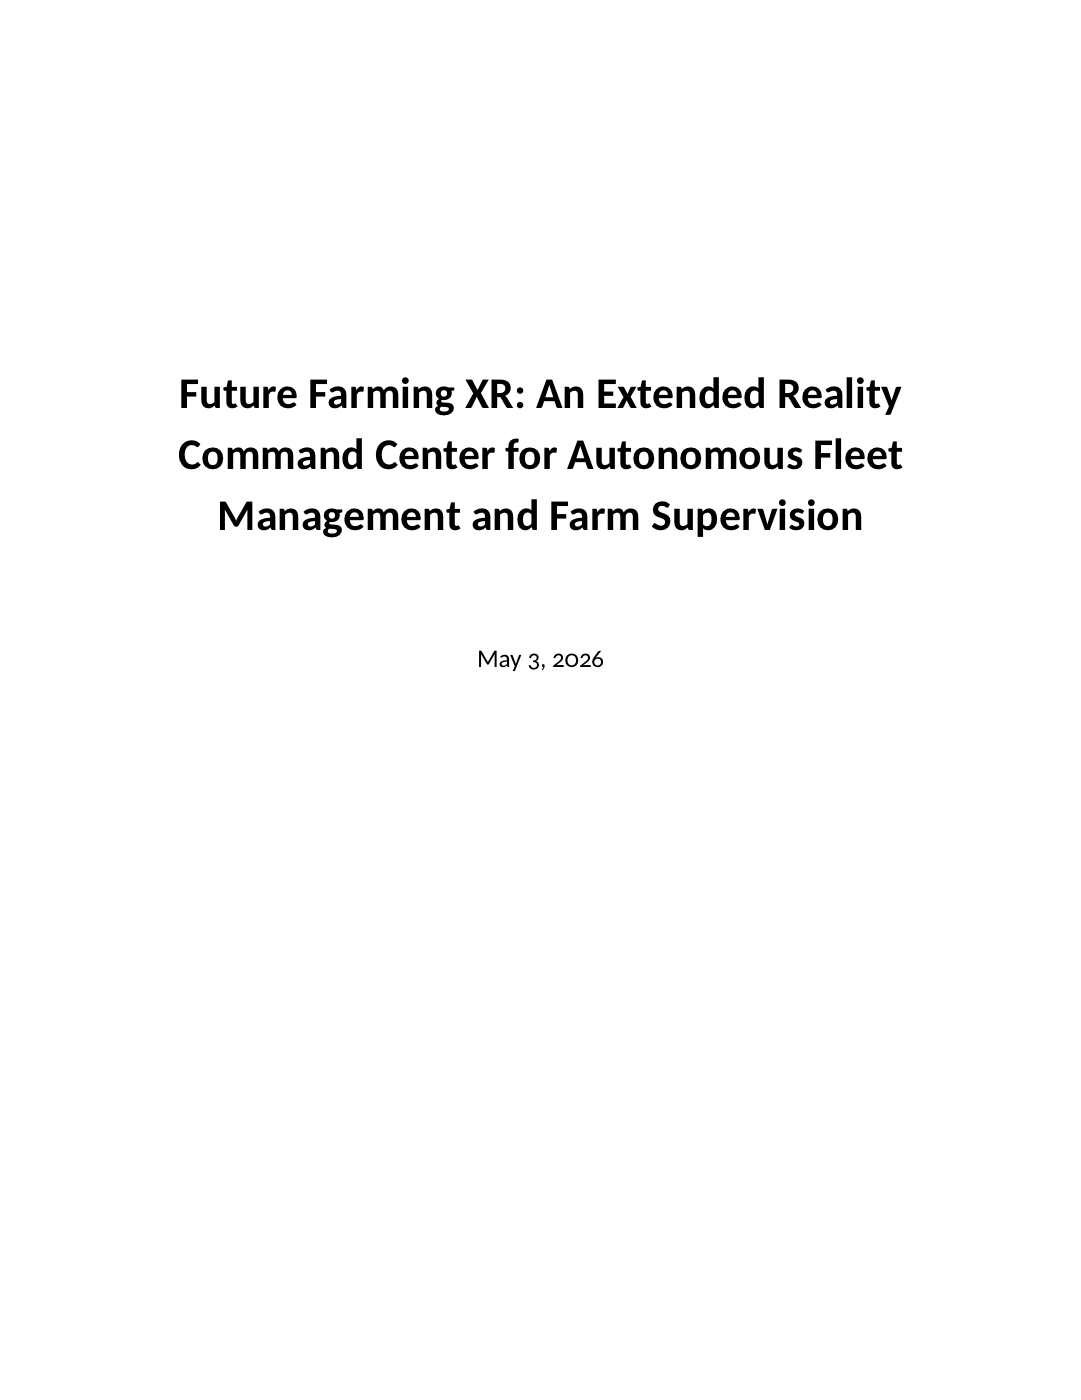 Future Farming XR: An Extended Reality
Command Center for Autonomous Fleet
Management and Farm Supervision
May 3, 2026